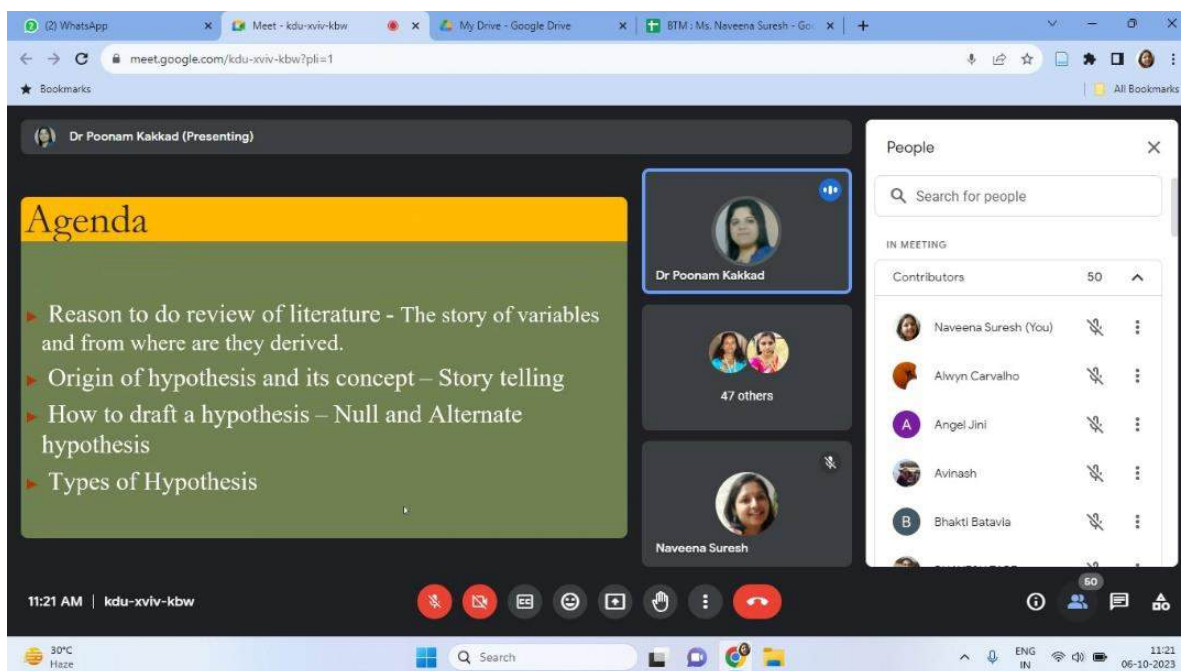 (2) WhatsApp
Meet - kdu-xviv-kbw
My Drive - Google Drive
BTM : Ms. Naveena Suresh - Goo
meet.google.com/kdu-xviv-kbw?pli=1
Bookmarks
All Bookmarks
Dr Poonam Kakkad (Presenting)
Agenda
Reason to do review of literature - The story of variables
and from where are they derived.
Origin of hypothesis and its concept – Story telling
How to draft a hypothesis – Null and Alternate
hypothesis
Types of Hypothesis
Dr Poonam Kakkad
47 others
Naveena Suresh
People
Search for people
IN MEETING
Contributors 50
Naveena Suresh (You)
Alwyn Carvalho
A Angel Jini
Avinash
B Bhakti Batavia
11:21 AM | kdu-xviv-kbw
CC
50
30°C
Haze
Search
ENG
IN
11:21
06-10-2023